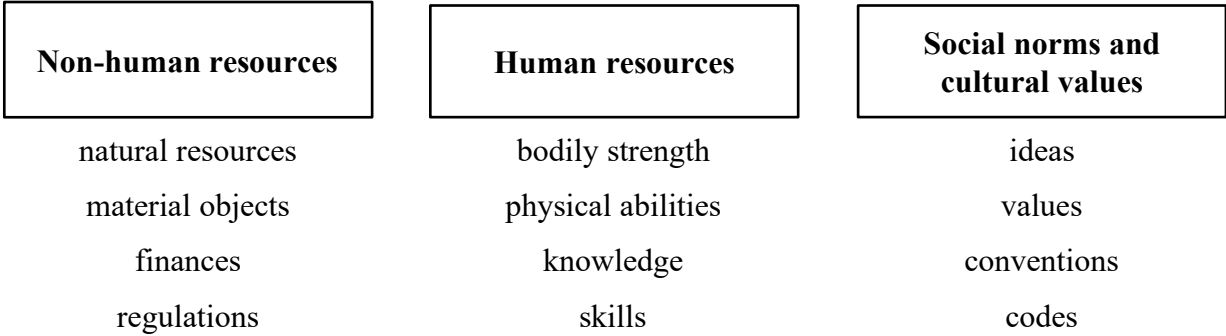 Non-human resources
natural resources
material objects
finances
regulations
Human resources
bodily strength
physical abilities
knowledge
skills
Social norms and
cultural values
ideas
values
conventions
codes